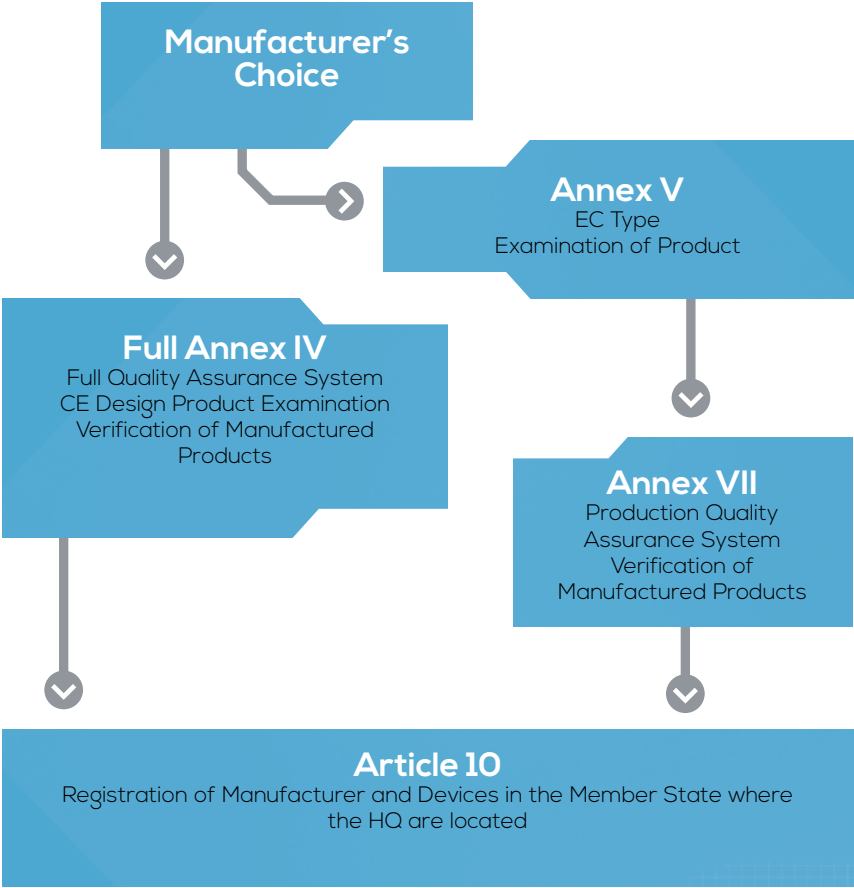 Manufacturer’s
Choice
Annex V
EC Type
Examination of Product
Full Annex IV
Full Quality Assurance System
CE Design Product Examination
Verification of Manufactured
Products
Annex VII
Production Quality
Assurance System
Verification of
Manufactured Products
Article 10
Registration of Manufacturer and Devices in the Member State where
the HQ are located